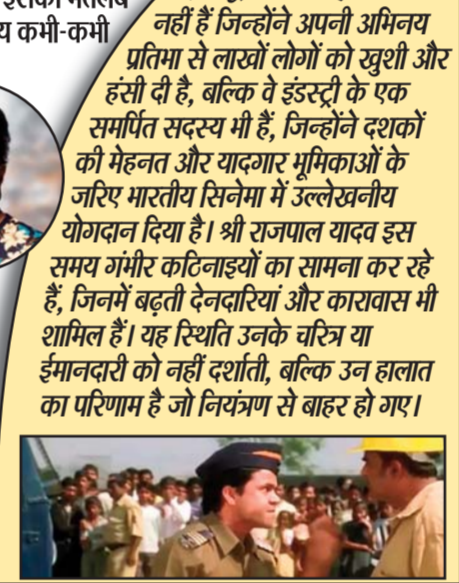 य कभी-कभी
नहीं हैं जिन्होंने अपनी अभिनय
प्रतिभा से लाखों लोगों को खुशी और
हंसी दी है, बल्कि वे इंडस्ट्री के एक
समर्पित सदस्य भी हैं, जिन्होंने दशकों
की मेहनत और यादगार भूमिकाओं के
जरिए भारतीय सिनेमा में उल्लेखनीय
योगदान दिया है। श्री राजपाल यादव इस
समय गंभीर कठिनाइयों का सामना कर रहे
हैं, जिनमें बढ़ती देनदारियां और कारावास भी
शामिल हैं। यह स्थिति उनके चरित्र या
ईमानदारी को नहीं दर्शाती, बल्कि उन हालात
का परिणाम है जो नियंत्रण से बाहर हो गए।